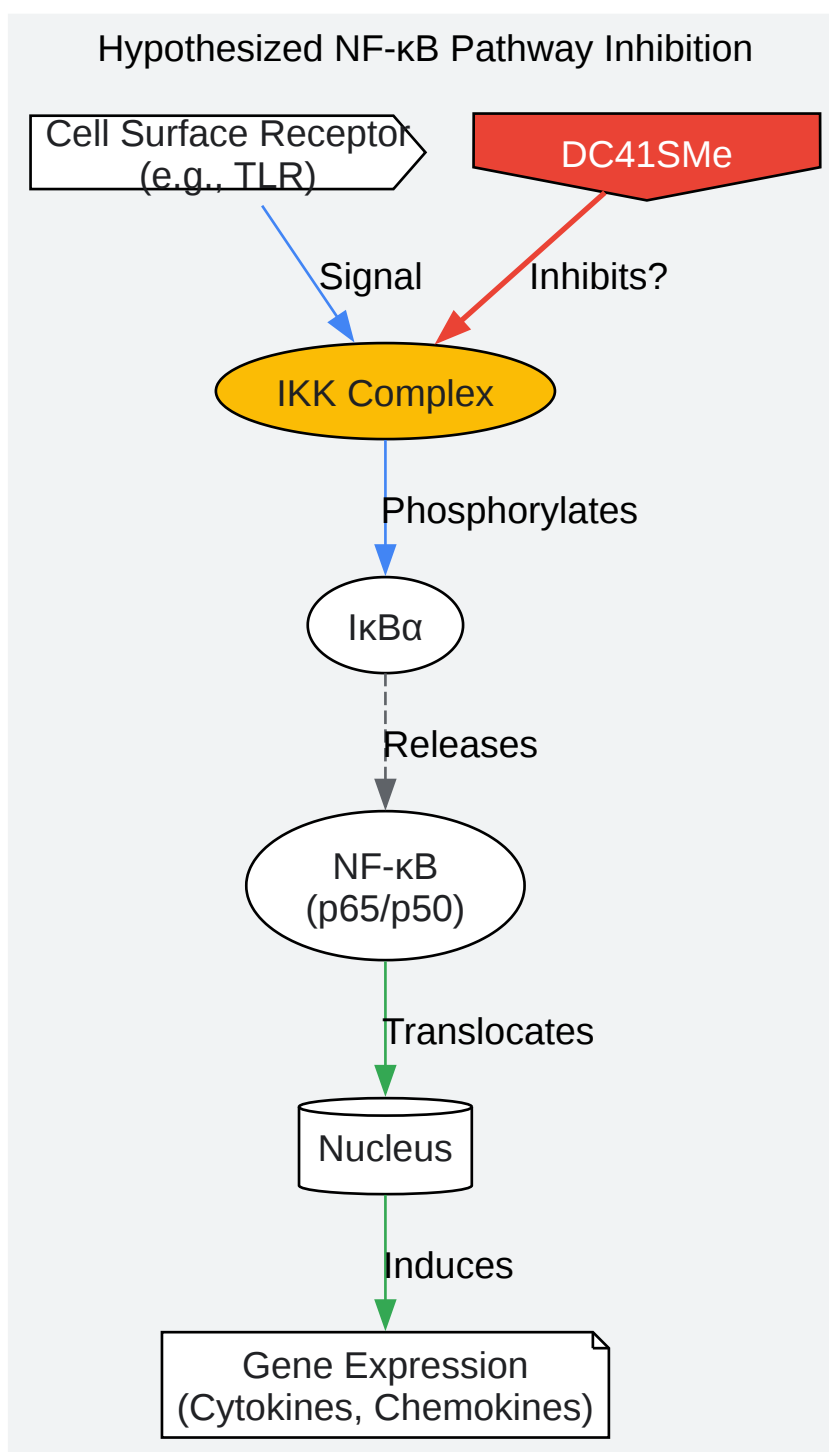 Hypothesized NF-κB Pathway Inhibition
Cell Surface Receptor
(e.g., TLR)
DC41SMe
Signal
Inhibits?
IKK Complex
Phosphorylates
IκBα
Releases
NF-κB
(p65/p50)
Translocates
Nucleus
Induces
Gene Expression
(Cytokines, Chemokines)